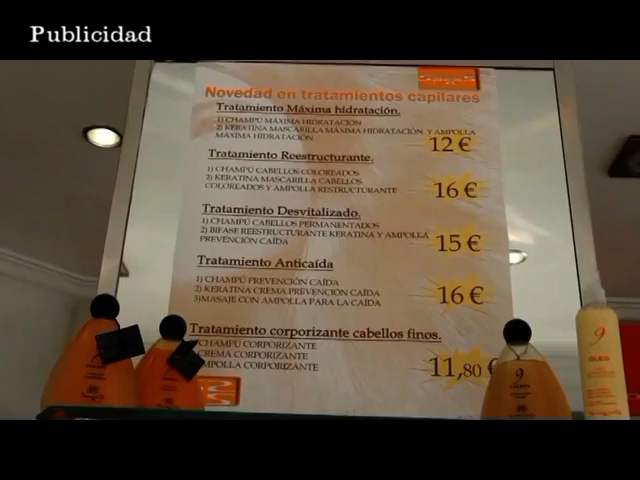 Publicidad
Novedad en tratamientos capilares
Tratamiento Máxima hidratación.
1) CHAMPÚ MÁXIMA HIDRATACIÓN
2) KERATINA MASCARILLA MÁXIMA HIDRATACIÓN Y AMPOLLA
MÁXIMA HIDRATACIÓN
12 €
Tratamiento Reestructurante.
1) CHAMPÚ CABELLOS COLOREADOS
2) KERATINA MASCARILLA CABELLOS
COLOREADOS Y AMPOLLA RESTRUCTURANTE
16 €
Tratamiento Desvitalizado.
1) CHAMPÚ CABELLOS PERMANENTADOS
2) BIFASE REESTRUCTURANTE KERATINA Y AMPOLLA
PREVENCIÓN CAÍDA
15 €
Tratamiento Anticaída
1) CHAMPÚ PREVENCIÓN CAÍDA
2) KERATINA CREMA PREVENCIÓN CAÍDA
3)MASAJE CON AMPOLLA PARA LA CAÍDA
16 €
Tratamiento corporizante cabellos finos.
CHAMPÚ CORPORIZANTE.
CREMA CORPORIZANTE
AMPOLLA CORPORIZANTE
11,80 €
9
9